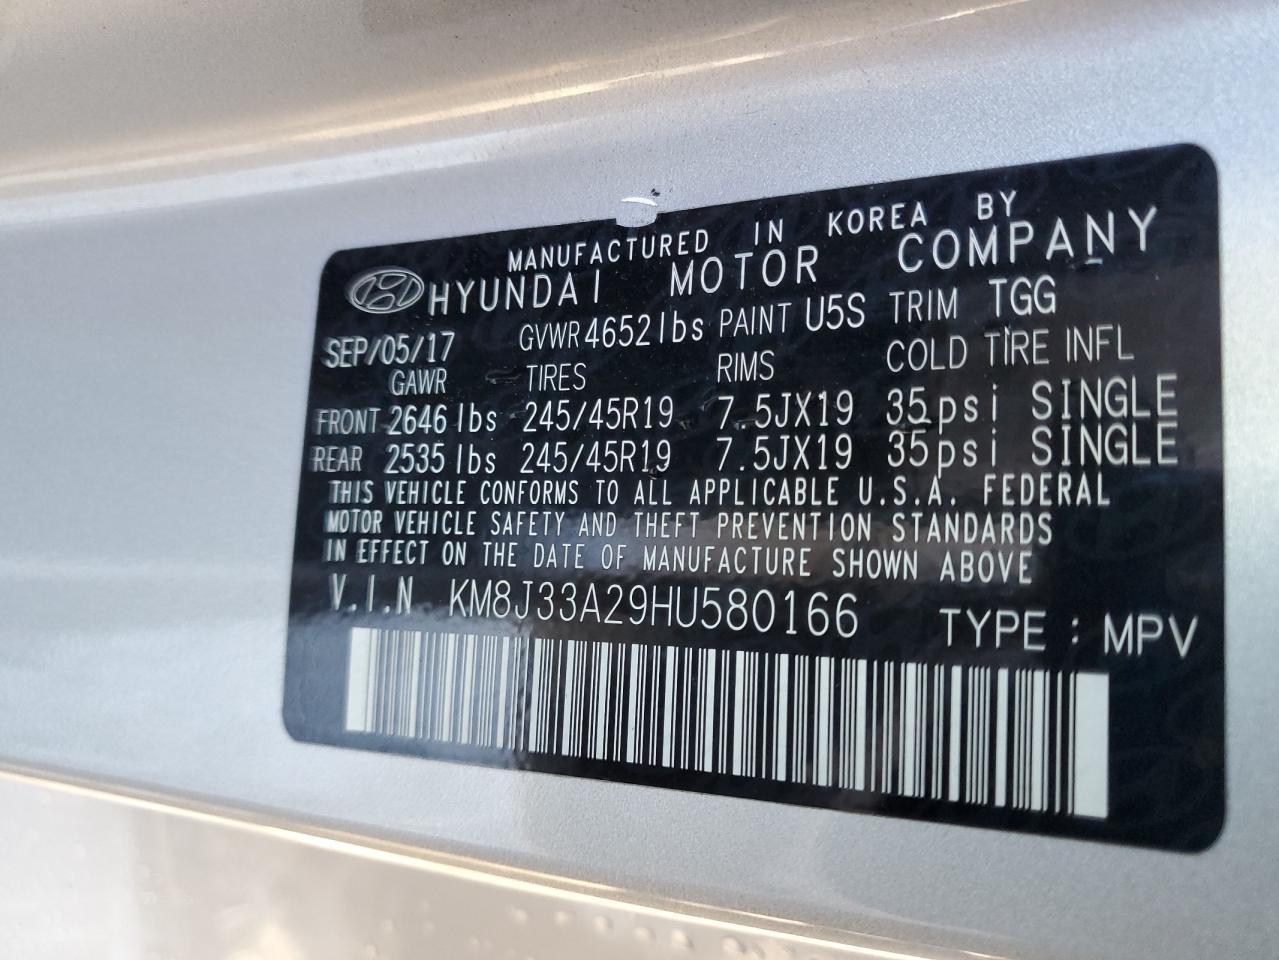 MANUFACTURED IN KOREA BY
HYUNDAI MOTOR COMPANY
SEP/05/17 GVWR 4652lbs PAINT U5S TRIM TGG
GAWR TIRES RIMS COLD TIRE INFL
FRONT 2646 lbs 245/45R19 7.5JX19 35psi SINGLE
REAR 2535 lbs 245/45R19 7.5JX19 35psi SINGLE
THIS VEHICLE CONFORMS TO ALL APPLICABLE U.S.A. FEDERAL
MOTOR VEHICLE SAFETY AND THEFT PREVENTION STANDARDS
IN EFFECT ON THE DATE OF MANUFACTURE SHOWN ABOVE
V.I.N KM8J33A29HU580166 TYPE : MPV